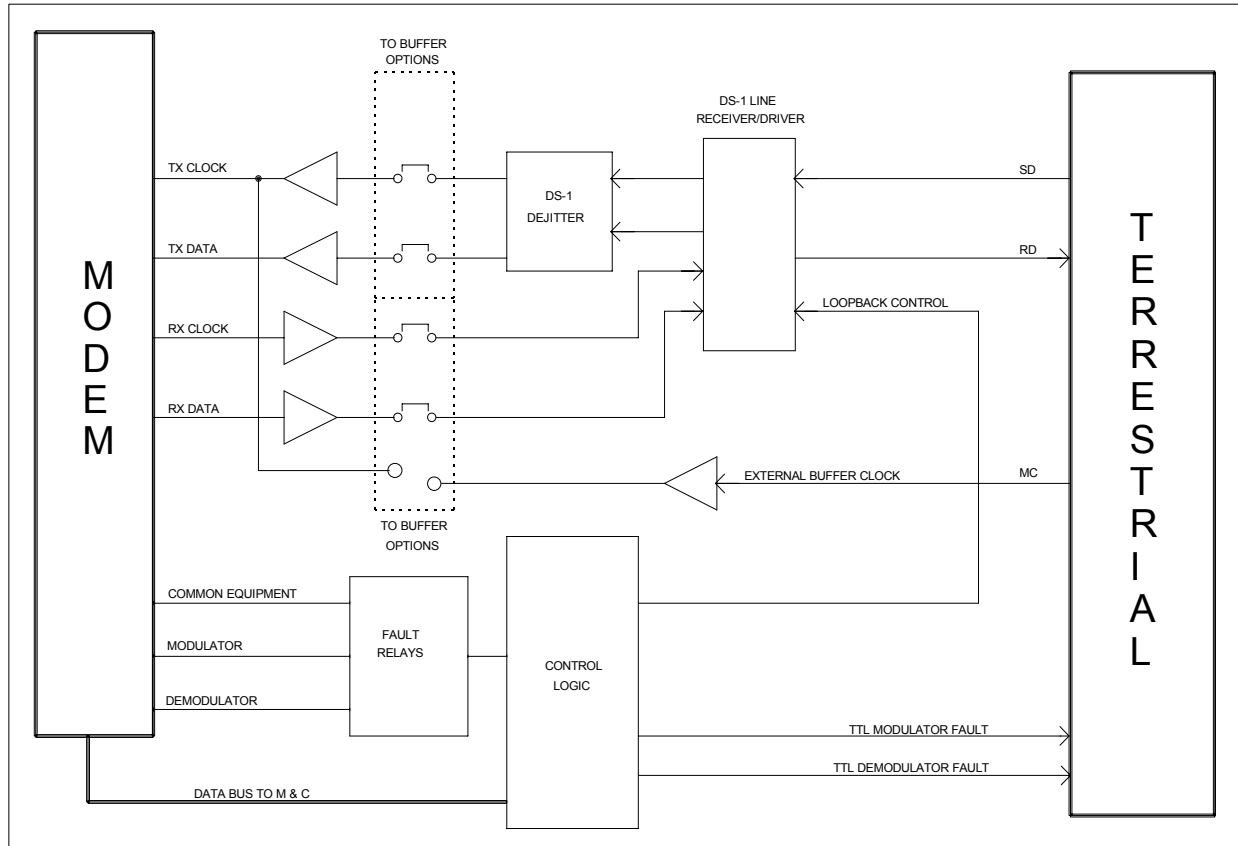 TO BUFFER
OPTIONS
DS-1 LINE
RECEIVER/DRIVER
TX CLOCK
SD
DS-1
DEJITTER
TX DATA
RD
MODEM
TERRESTRIAL
LOOPBACK CONTROL
RX CLOCK
RX DATA
EXTERNAL BUFFER CLOCK
MC
TO BUFFER
OPTIONS
COMMON EQUIPMENT
FAULT
RELAYS
MODULATOR
CONTROL
LOGIC
DEMODULATOR
TTL MODULATOR FAULT
TTL DEMODULATOR FAULT
DATA BUS TO M & C